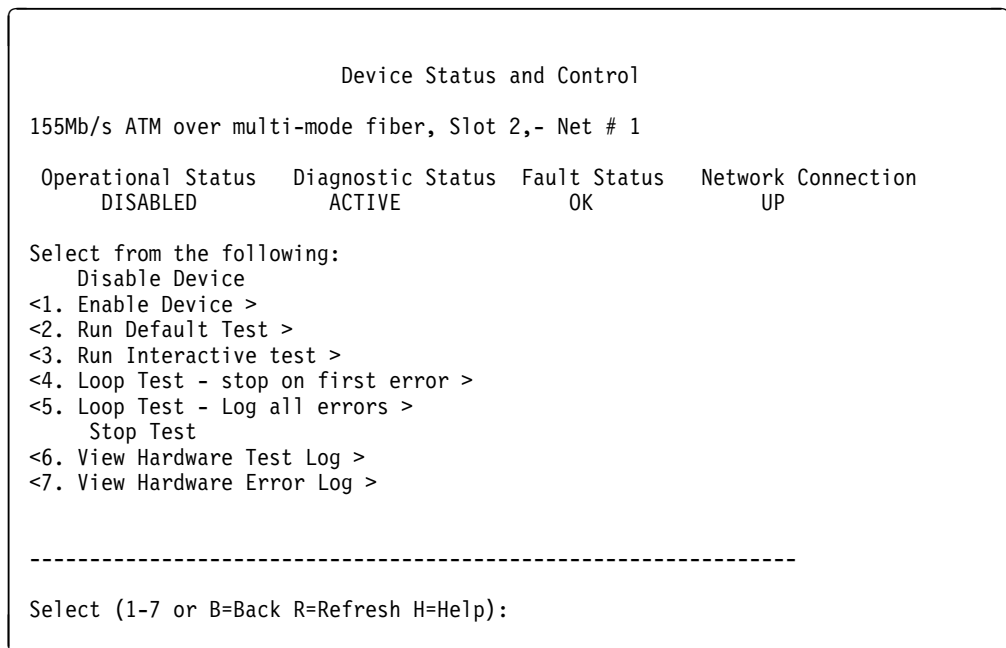 Device Status and Control
155Mb/s ATM over multi-mode fiber, Slot 2,- Net # 1
Operational Status   Diagnostic Status  Fault Status   Network Connection
DISABLED           ACTIVE              OK              UP
Select from the following:
Disable Device
<1. Enable Device >
<2. Run Default Test >
<3. Run Interactive test >
<4. Loop Test - stop on first error >
<5. Loop Test - Log all errors >
Stop Test
<6. View Hardware Test Log >
<7. View Hardware Error Log >
----------------------------------------------------------------
Select (1-7 or B=Back R=Refresh H=Help):